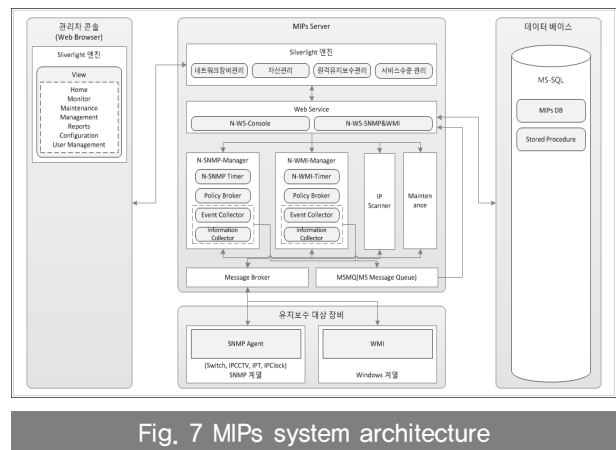 관리자 콘솔
(Web Browser)
Sliverlight 엔진
View
Home
Monitor
Maintenance
Management
Reports
Configuration
User Management
MIPs Server
Sliverlight 엔진
네트워크장비관리
자산관리
원격유지보수관리
서비스수준 관리
Web Service
N-WS-Console
N-WS-SNMP&WMI
N-SNMP-Manager
N-SNMP Timer
Policy Broker
Event Collector
Information
Collector
N-WMI-Manager
N-WMI-Timer
Policy Broker
Event Collector
Information
Collector
IP
Scanner
Mainten
ance
Message Broker
MSMQ(MS Message Queue)
유지보수 대상 장비
SNMP Agent
(Switch, IPCCTV, IPT, IPClock)
SNMP 계열
WMI
Windows 계열
데이터 베이스
MS-SQL
MIPs DB
Stored Procedure
Fig. 7 MIPs system architecture